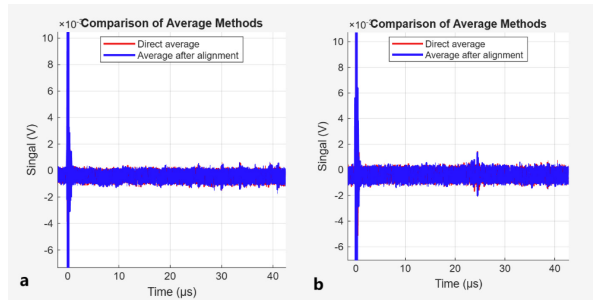 ×10⁻³ Comparison of Average Methods
Direct average
Average after alignment
10
8
6
4
2
0
-2
-4
-6
Singal (V)
0 10 20 30 40
Time (μs)
a
Comparison of Average Methods
Direct average
Average after alignment
10
8
6
4
2
0
-2
-4
-6
Singal (V)
0 10 20 30 40
Time (μs)
b